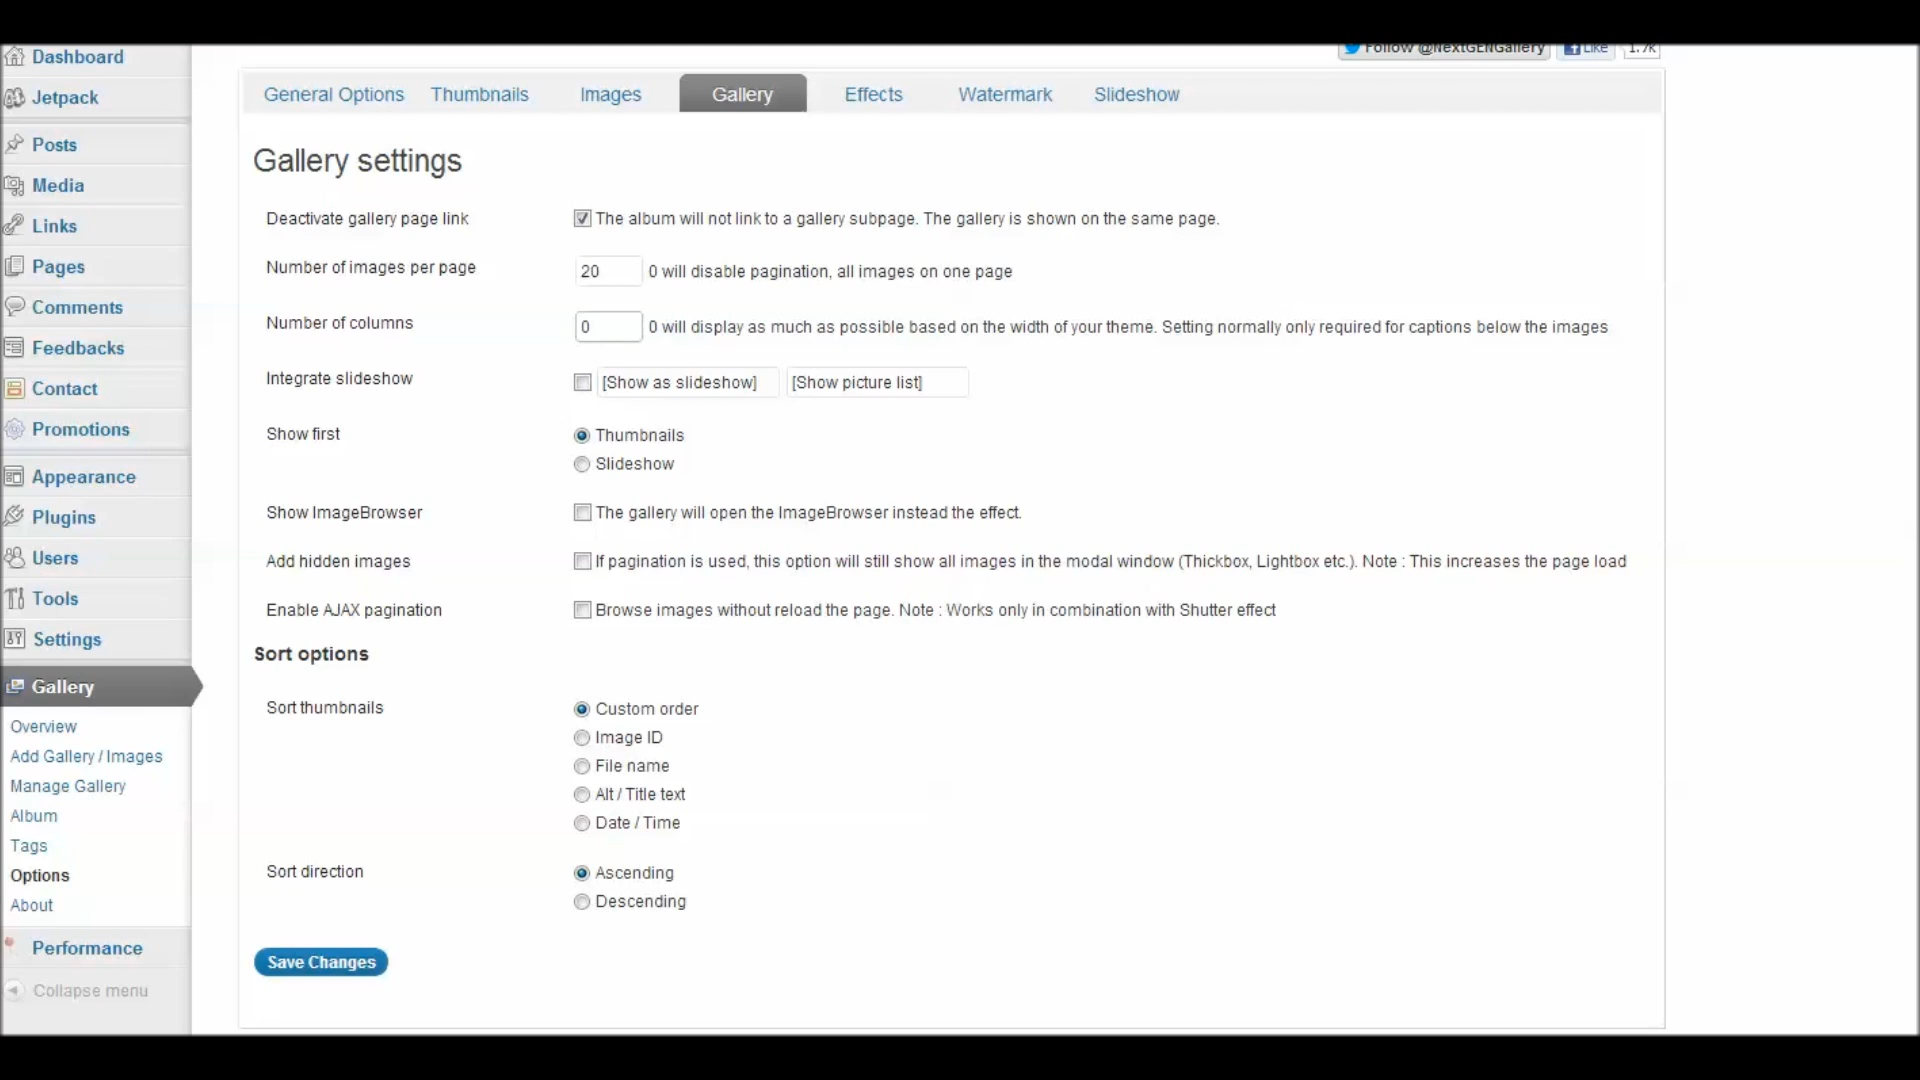 Dashboard
Jetpack
Posts
Media
Links
Pages
Comments
Feedbacks
Contact
Promotions
Appearance
Plugins
Users
Tools
Settings
Gallery
Overview
Add Gallery / Images
Manage Gallery
Album
Tags
Options
About
Performance
Collapse menu
Follow @NextGENGallery Like 1.7k
General Options Thumbnails Images Gallery Effects Watermark Slideshow
Gallery settings
Deactivate gallery page link The album will not link to a gallery subpage. The gallery is shown on the same page.
Number of images per page 20 0 will disable pagination, all images on one page
Number of columns 0 0 will display as much as possible based on the width of your theme. Setting normally only required for captions below the images
Integrate slideshow [Show as slideshow] [Show picture list]
Show first Thumbnails
Slideshow
Show ImageBrowser The gallery will open the ImageBrowser instead the effect.
Add hidden images If pagination is used, this option will still show all images in the modal window (Thickbox, Lightbox etc.). Note : This increases the page load
Enable AJAX pagination Browse images without reload the page. Note : Works only in combination with Shutter effect
Sort options
Sort thumbnails Custom order
Image ID
File name
Alt / Title text
Date / Time
Sort direction Ascending
Descending
Save Changes